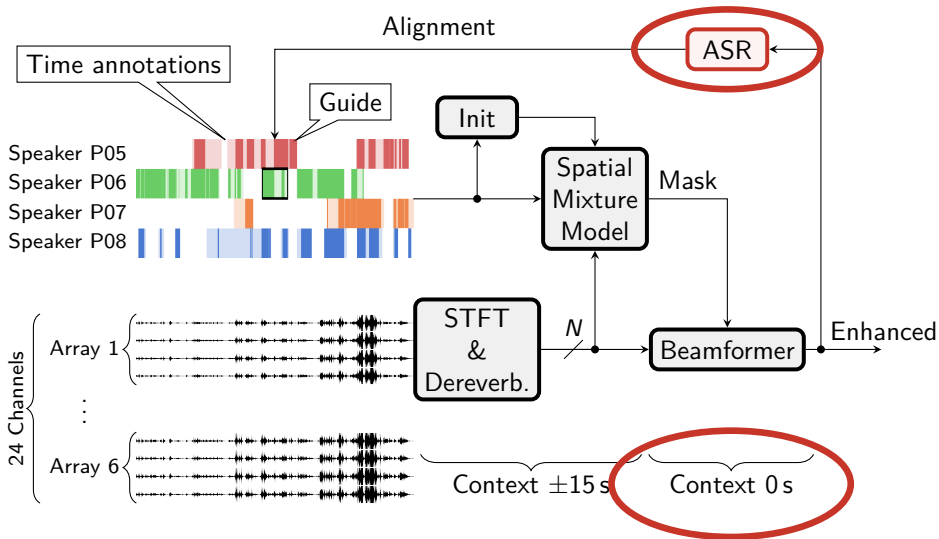 Alignment
ASR
Time annotations
Guide
Init
Speaker P05
Speaker P06
Speaker P07
Speaker P08
Spatial
Mixture
Model
Mask
24 Channels
Array 1
⋮
Array 6
STFT
&
Dereverb.
N
Beamformer
Enhanced
Context ±15 s
Context 0 s